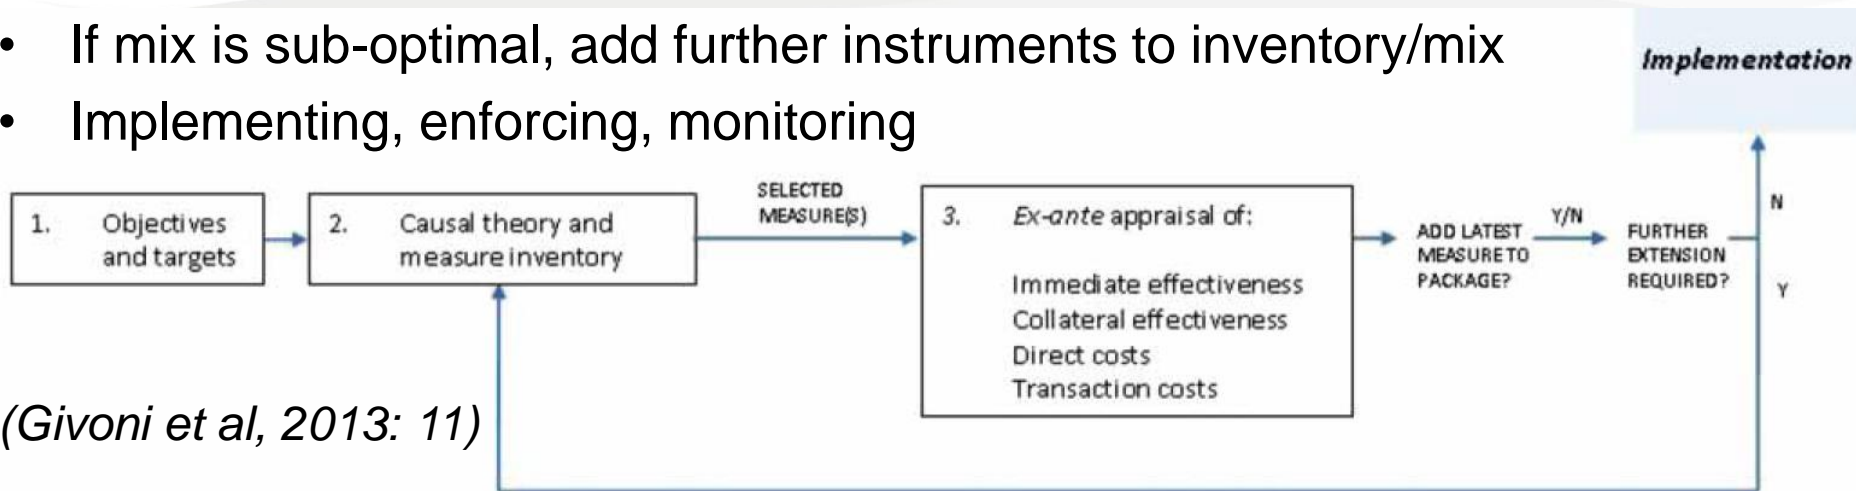 • If mix is sub-optimal, add further instruments to inventory/mix
• Implementing, enforcing, monitoring
Implementation
1. Objectives
and targets
2. Causal theory and
measure inventory
SELECTED
MEASURE(S)
3. Ex-ante appraisal of:
Immediate effectiveness
Collateral effectiveness
Direct costs
Transaction costs
ADD LATEST
MEASURE TO
PACKAGE?
Y/N
FURTHER
EXTENSION
REQUIRED?
N
Y
(Givoni et al, 2013: 11)